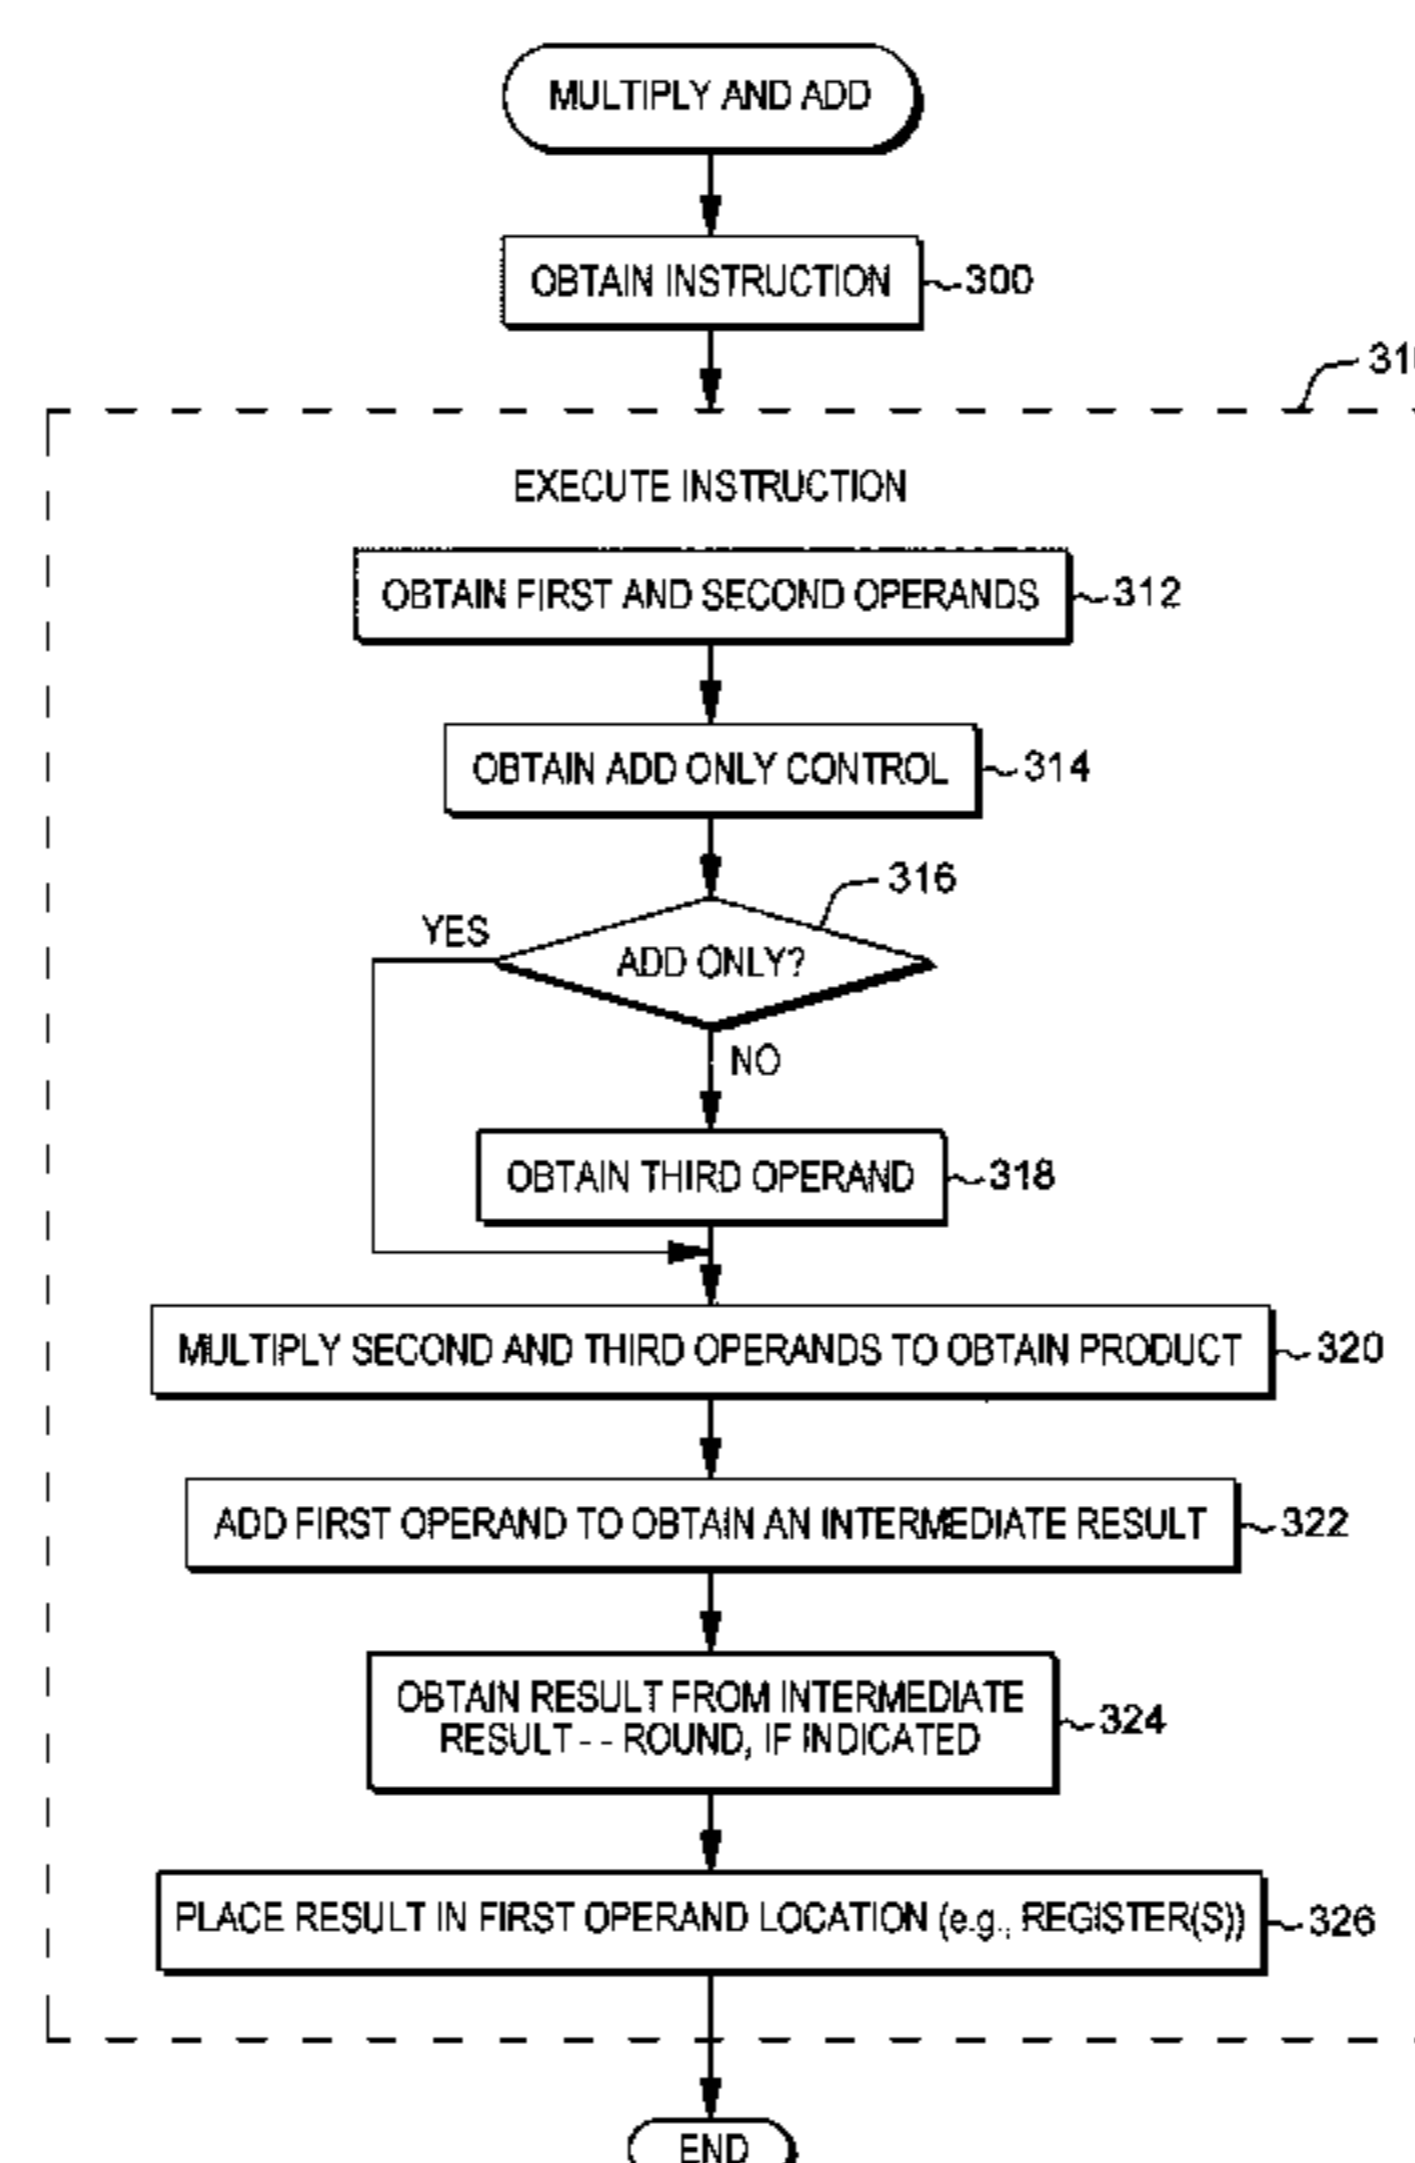 MULTIPLY AND ADD
OBTAIN INSTRUCTION
300
EXECUTE INSTRUCTION
OBTAIN FIRST AND SECOND OPERANDS
312
OBTAIN ADD ONLY CONTROL
314
316
YES
ADD ONLY?
NO
OBTAIN THIRD OPERAND
318
MULTIPLY SECOND AND THIRD OPERANDS TO OBTAIN PRODUCT
320
ADD FIRST OPERAND TO OBTAIN AN INTERMEDIATE RESULT
322
OBTAIN RESULT FROM INTERMEDIATE
RESULT - - ROUND, IF INDICATED
324
PLACE RESULT IN FIRST OPERAND LOCATION (e.g., REGISTER(S))
326
END